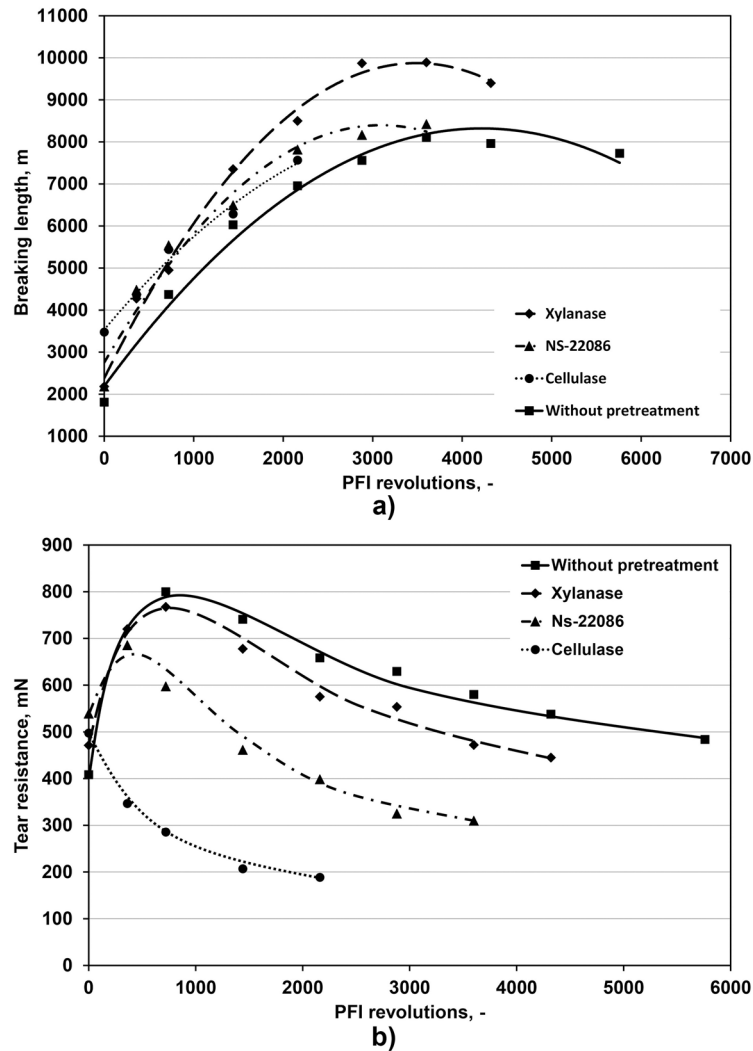 11000
10000
9000
8000
7000
6000
5000
4000
3000
2000
1000
Breaking length, m
Xylanase
NS-22086
Cellulase
Without pretreatment
0 1000 2000 3000 4000 5000 6000 7000
PFI revolutions, -
a)
900
800
700
600
500
400
300
200
100
0
Tear resistance, mN
Without pretreatment
Xylanase
Ns-22086
Cellulase
0 1000 2000 3000 4000 5000 6000
PFI revolutions, -
b)